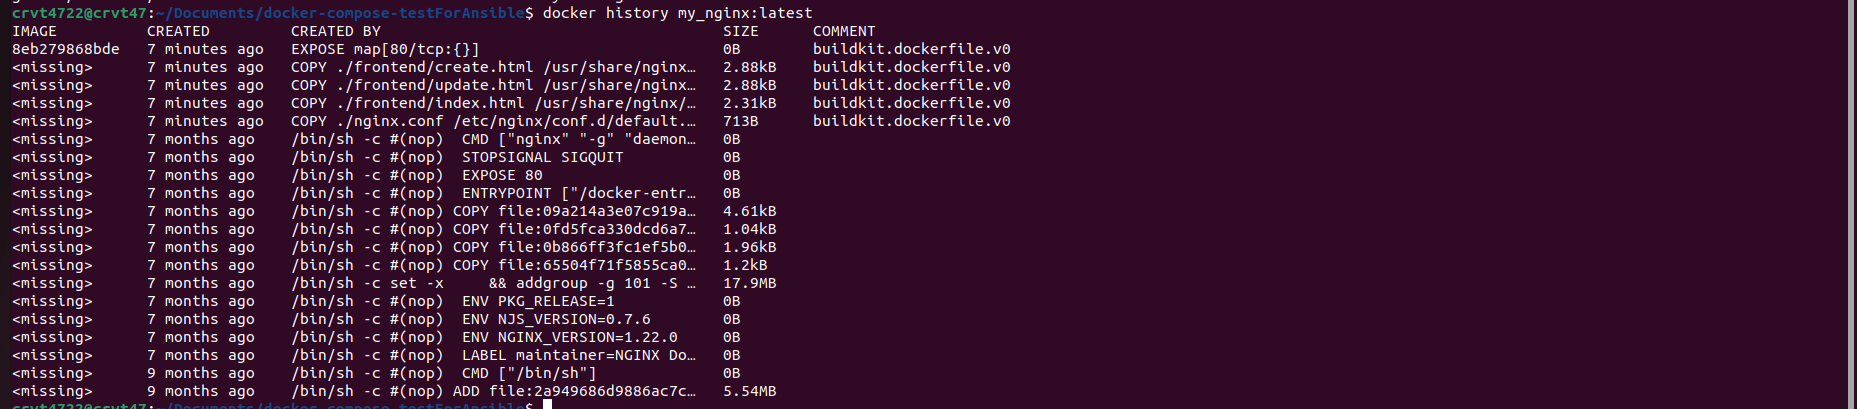 crvt4722@crvt47:~/Documents/docker-compose-testForAnsible$ docker history my_nginx:latest
IMAGE CREATED CREATED BY SIZE COMMENT
8eb279868bde 7 minutes ago EXPOSE map[80/tcp:{}] 0B buildkit.dockerfile.v0
<missing> 7 minutes ago COPY ./frontend/create.html /usr/share/nginx… 2.88kB buildkit.dockerfile.v0
<missing> 7 minutes ago COPY ./frontend/update.html /usr/share/nginx… 2.88kB buildkit.dockerfile.v0
<missing> 7 minutes ago COPY ./frontend/index.html /usr/share/nginx/… 2.31kB buildkit.dockerfile.v0
<missing> 7 minutes ago COPY ./nginx.conf /etc/nginx/conf.d/default.… 713B buildkit.dockerfile.v0
<missing> 7 months ago /bin/sh -c #(nop) CMD ["nginx" "-g" "daemon… 0B
<missing> 7 months ago /bin/sh -c #(nop) STOPSIGNAL SIGQUIT 0B
<missing> 7 months ago /bin/sh -c #(nop) EXPOSE 80 0B
<missing> 7 months ago /bin/sh -c #(nop) ENTRYPOINT ["/docker-entr… 0B
<missing> 7 months ago /bin/sh -c #(nop) COPY file:09a214a3e07c919a… 4.61kB
<missing> 7 months ago /bin/sh -c #(nop) COPY file:0fd5fca330dcd6a7… 1.04kB
<missing> 7 months ago /bin/sh -c #(nop) COPY file:0b866ff3fc1ef5b0… 1.96kB
<missing> 7 months ago /bin/sh -c #(nop) COPY file:65504f71f5855ca0… 1.2kB
<missing> 7 months ago /bin/sh -c set -x && addgroup -g 101 -S … 17.9MB
<missing> 7 months ago /bin/sh -c #(nop) ENV PKG_RELEASE=1 0B
<missing> 7 months ago /bin/sh -c #(nop) ENV NJS_VERSION=0.7.6 0B
<missing> 7 months ago /bin/sh -c #(nop) ENV NGINX_VERSION=1.22.0 0B
<missing> 7 months ago /bin/sh -c #(nop) LABEL maintainer=NGINX Do… 0B
<missing> 9 months ago /bin/sh -c #(nop) CMD ["/bin/sh"] 0B
<missing> 9 months ago /bin/sh -c #(nop) ADD file:2a949686d9886ac7c… 5.54MB
crvt4722@crvt47:~/Documents/docker-compose-testForAnsible$